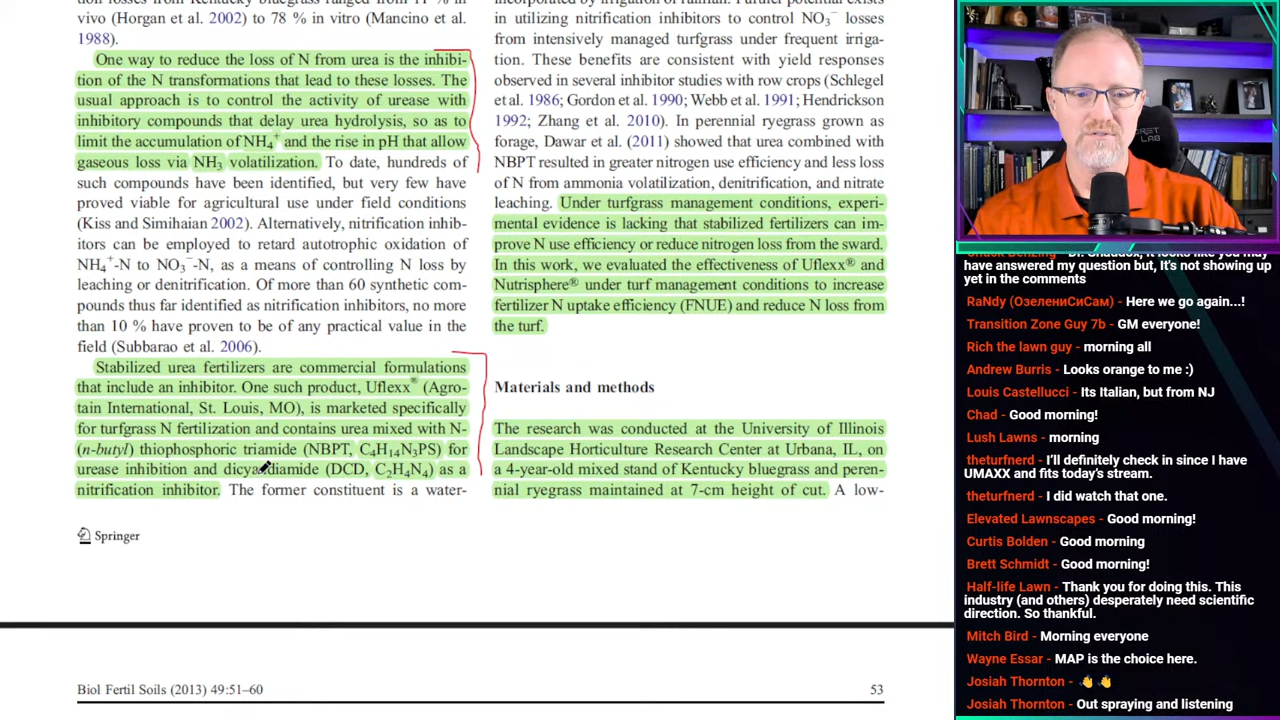 tion losses from Kentucky bluegrass ranged from 11 % in
vivo (Horgan et al. 2002) to 78 % in vitro (Mancino et al.
1988).
One way to reduce the loss of N from urea is the inhibi-
tion of the N transformations that lead to these losses. The
usual approach is to control the activity of urease with
inhibitory compounds that delay urea hydrolysis, so as to
limit the accumulation of NH4+ and the rise in pH that allow
gaseous loss via NH3 volatilization. To date, hundreds of
such compounds have been identified, but very few have
proved viable for agricultural use under field conditions
(Kiss and Simihaian 2002). Alternatively, nitrification inhib-
itors can be employed to retard autotrophic oxidation of
NH4+-N to NO3−-N, as a means of controlling N loss by
leaching or denitrification. Of more than 60 synthetic com-
pounds thus far identified as nitrification inhibitors, no more
than 10 % have proven to be of any practical value in the
field (Subbarao et al. 2006).
Stabilized urea fertilizers are commercial formulations
that include an inhibitor. One such product, Uflexx® (Agro-
tain International, St. Louis, MO), is marketed specifically
for turfgrass N fertilization and contains urea mixed with N-
(n-butyl) thiophosphoric triamide (NBPT, C4H14N3PS) for
urease inhibition and dicyandiamide (DCD, C2H4N4) as a
nitrification inhibitor. The former constituent is a water-
Springer
incorporated by irrigation or rainfall. Further potential exists
in utilizing nitrification inhibitors to control NO3− losses
from intensively managed turfgrass under frequent irriga-
tion. These benefits are consistent with yield responses
observed in several inhibitor studies with row crops (Schlegel
et al. 1986; Gordon et al. 1990; Webb et al. 1991; Hendrickson
1992; Zhang et al. 2010). In perennial ryegrass grown as
forage, Dawar et al. (2011) showed that urea combined with
NBPT resulted in greater nitrogen use efficiency and less loss
of N from ammonia volatilization, denitrification, and nitrate
leaching. Under turfgrass management conditions, experi-
mental evidence is lacking that stabilized fertilizers can im-
prove N use efficiency or reduce nitrogen loss from the sward.
In this work, we evaluated the effectiveness of Uflexx® and
Nutrisphere® under turf management conditions to increase
fertilizer N uptake efficiency (FNUE) and reduce N loss from
the turf.
Materials and methods
The research was conducted at the University of Illinois
Landscape Horticulture Research Center at Urbana, IL, on
a 4-year-old mixed stand of Kentucky bluegrass and peren-
nial ryegrass maintained at 7-cm height of cut. A low-
Biol Fertil Soils (2013) 49:51–60
53
Chuck Benzing - Dr. Shaddox, it looks like you may
have answered my question but, it's not showing up
yet in the comments
RaNdy (ОзелениСиСам) - Here we go again...!
Transition Zone Guy 7b - GM everyone!
Rich the lawn guy - morning all
Andrew Burris - Looks orange to me :)
Louis Castellucci - Its Italian, but from NJ
Chad - Good morning!
Lush Lawns - morning
theturfnerd - I'll definitely check in since I have
UMAXX and fits today's stream.
theturfnerd - I did watch that one.
Elevated Lawnscapes - Good morning!
Curtis Bolden - Good morning
Brett Schmidt - Good morning!
Half-life Lawn - Thank you for doing this. This
industry (and others) desperately need scientific
direction. So thankful.
Mitch Bird - Morning everyone
Wayne Essar - MAP is the choice here.
Josiah Thornton - 👋 👋
Josiah Thornton - Out spraying and listening